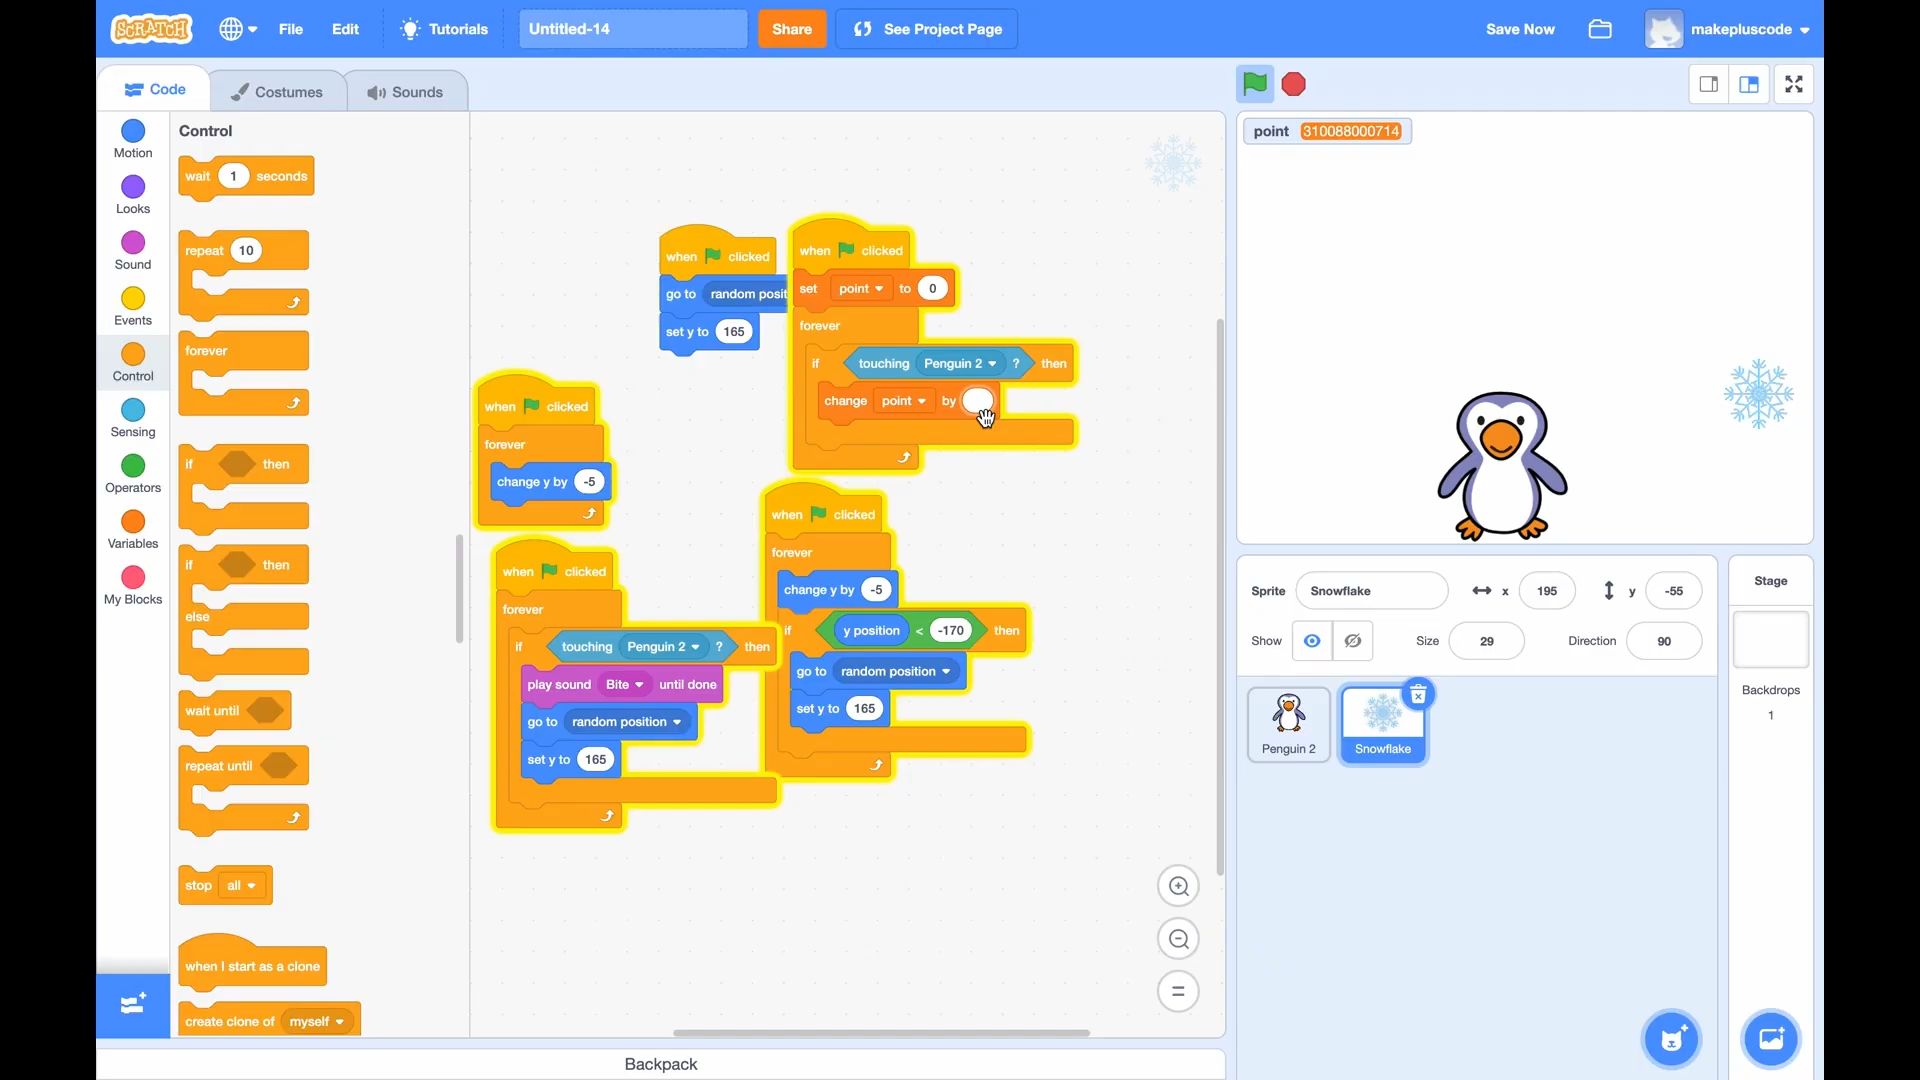 SCRATCH File Edit Tutorials Untitled-14 Share See Project Page Save Now makepluscode
Code Costumes Sounds
Motion
Looks
Sound
Events
Control
Sensing
Operators
Variables
My Blocks
Control
wait 1 seconds
repeat 10
forever
if then
if then
else
wait until
repeat until
stop all
when I start as a clone
create clone of myself
when clicked
go to random posit
set y to 165
when clicked
set point to 0
forever
if touching Penguin 2 ? then
change point by
when clicked
forever
change y by -5
when clicked
forever
if touching Penguin 2 ? then
play sound Bite until done
go to random position
set y to 165
when clicked
forever
change y by -5
if y position < -170 then
go to random position
set y to 165
=
Backpack
point 310088000714
Sprite Snowflake x 195 y -55
Show Size 29 Direction 90
Penguin 2
Snowflake
Stage
Backdrops
1